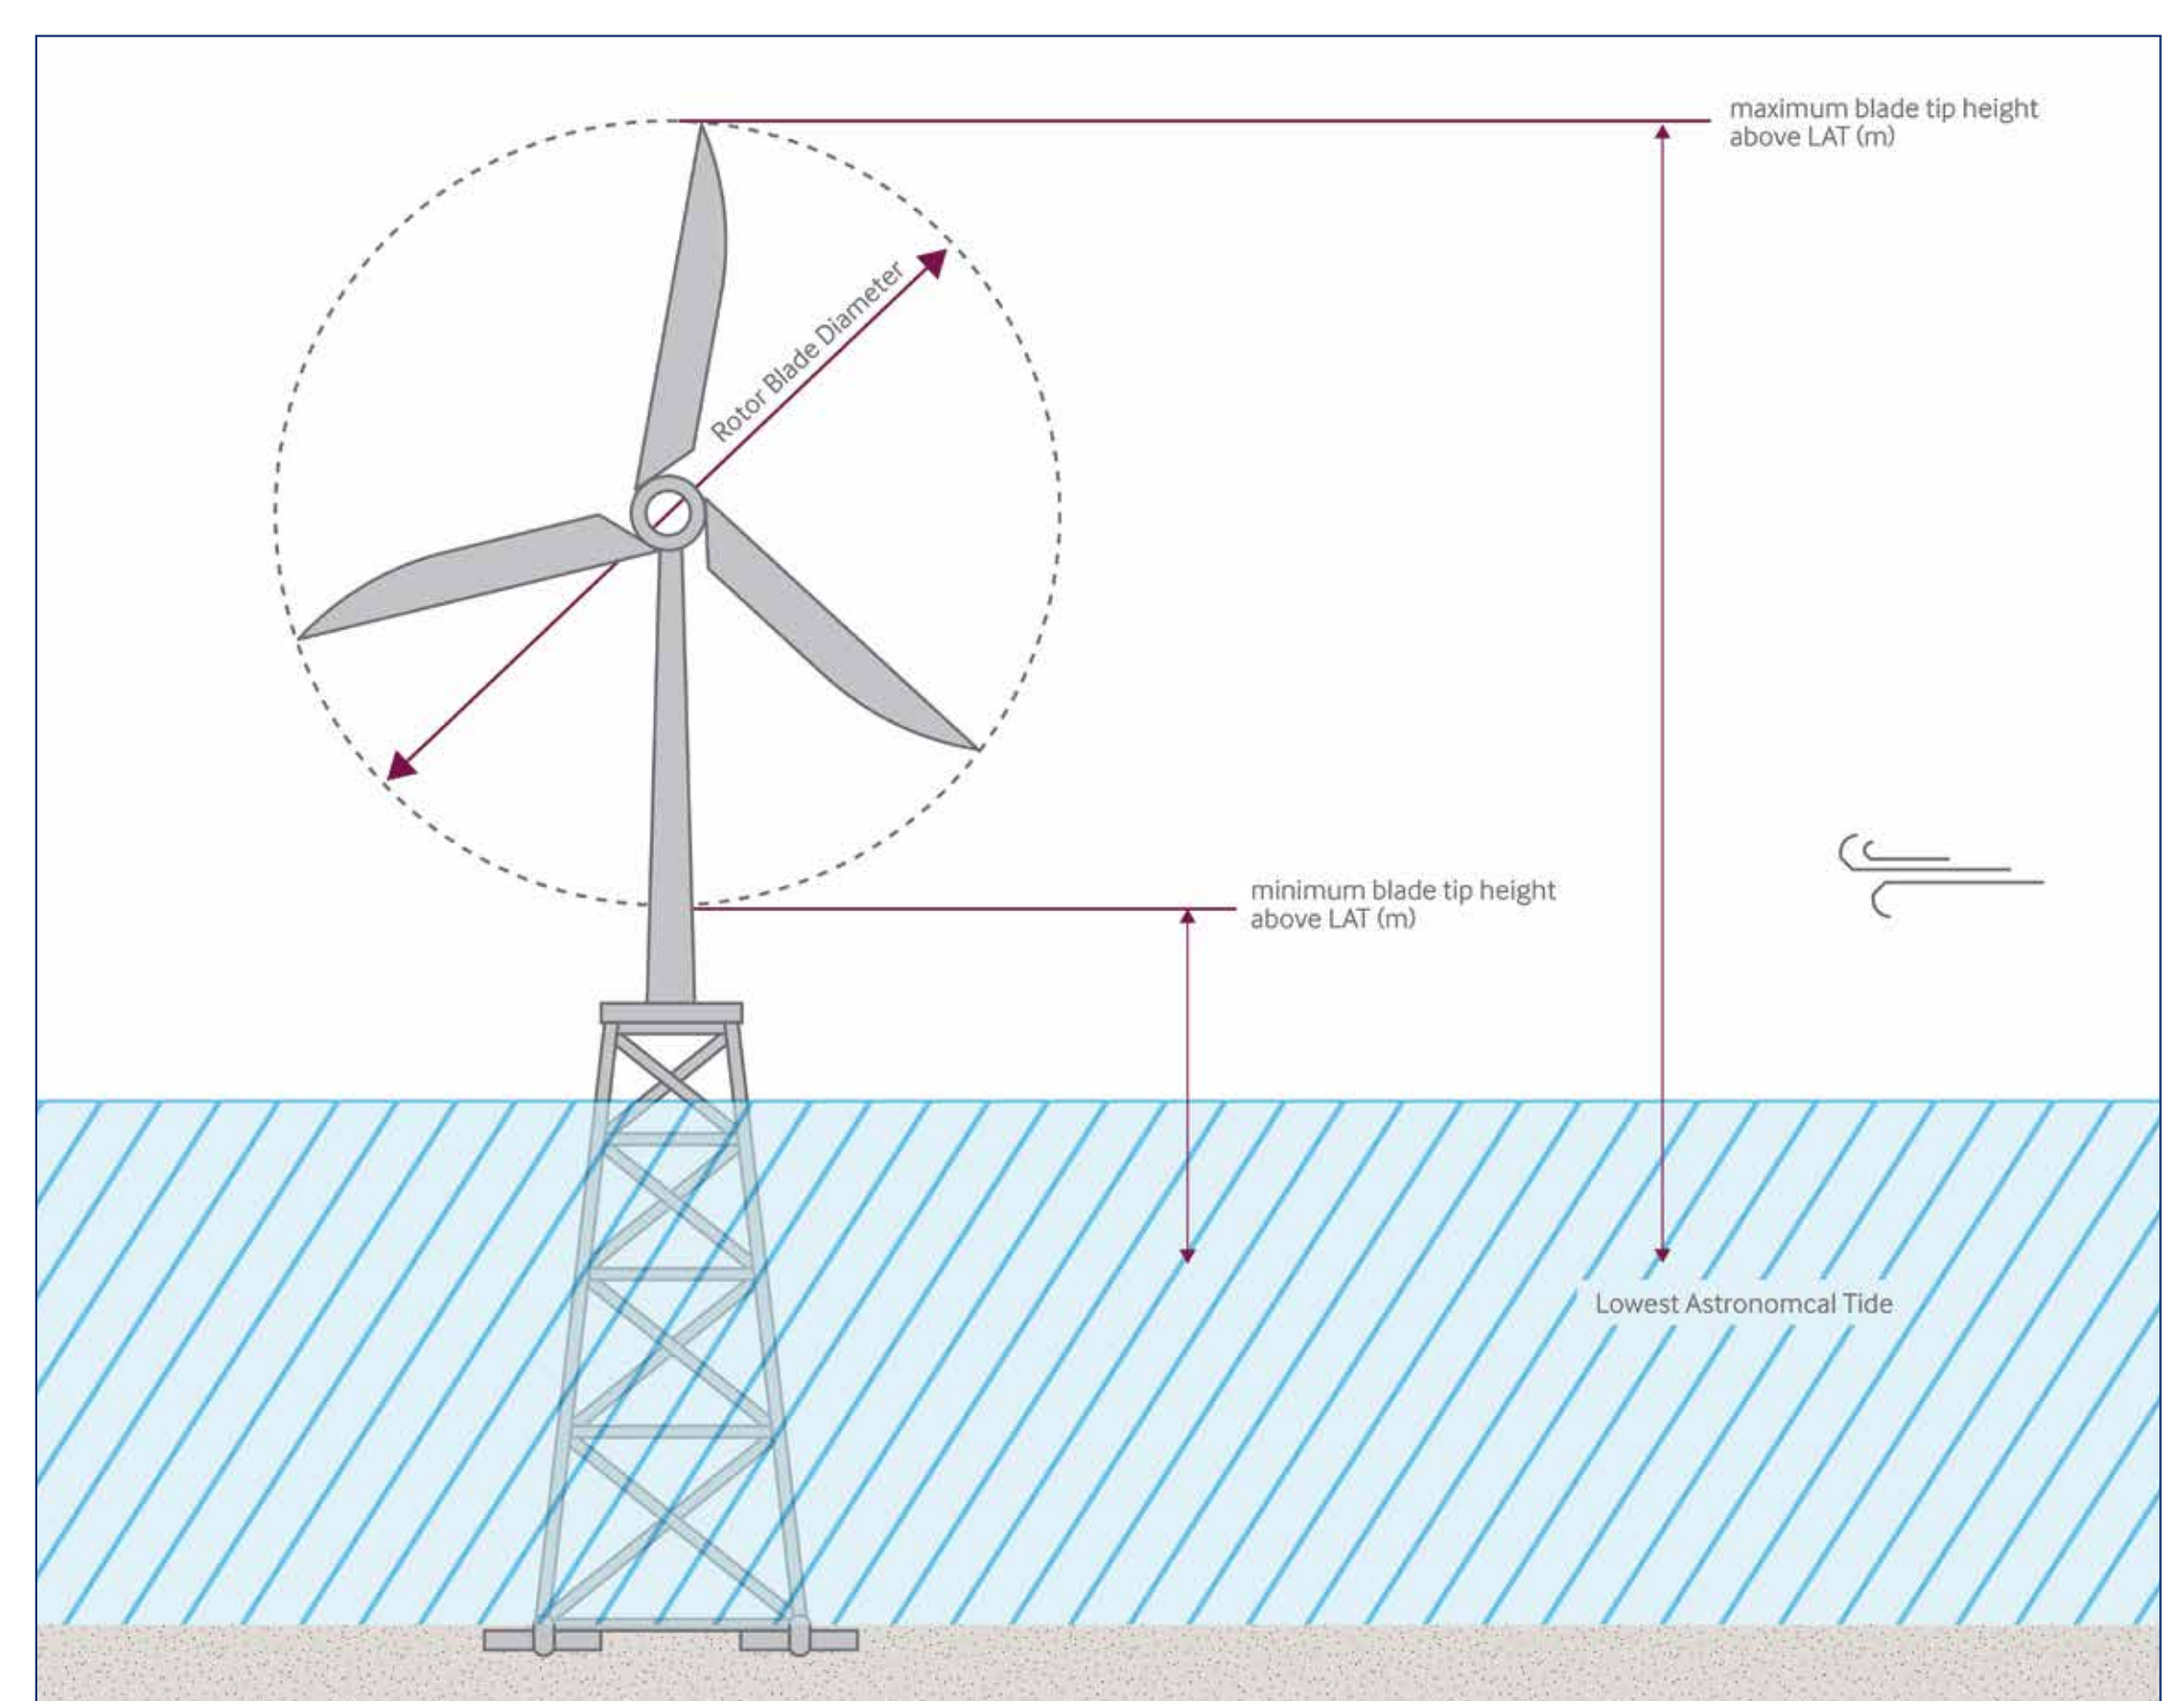 maximum blade tip height
above LAT (m)
Rotor Blade Diameter
minimum blade tip height
above LAT (m)
Lowest Astronomcal Tide